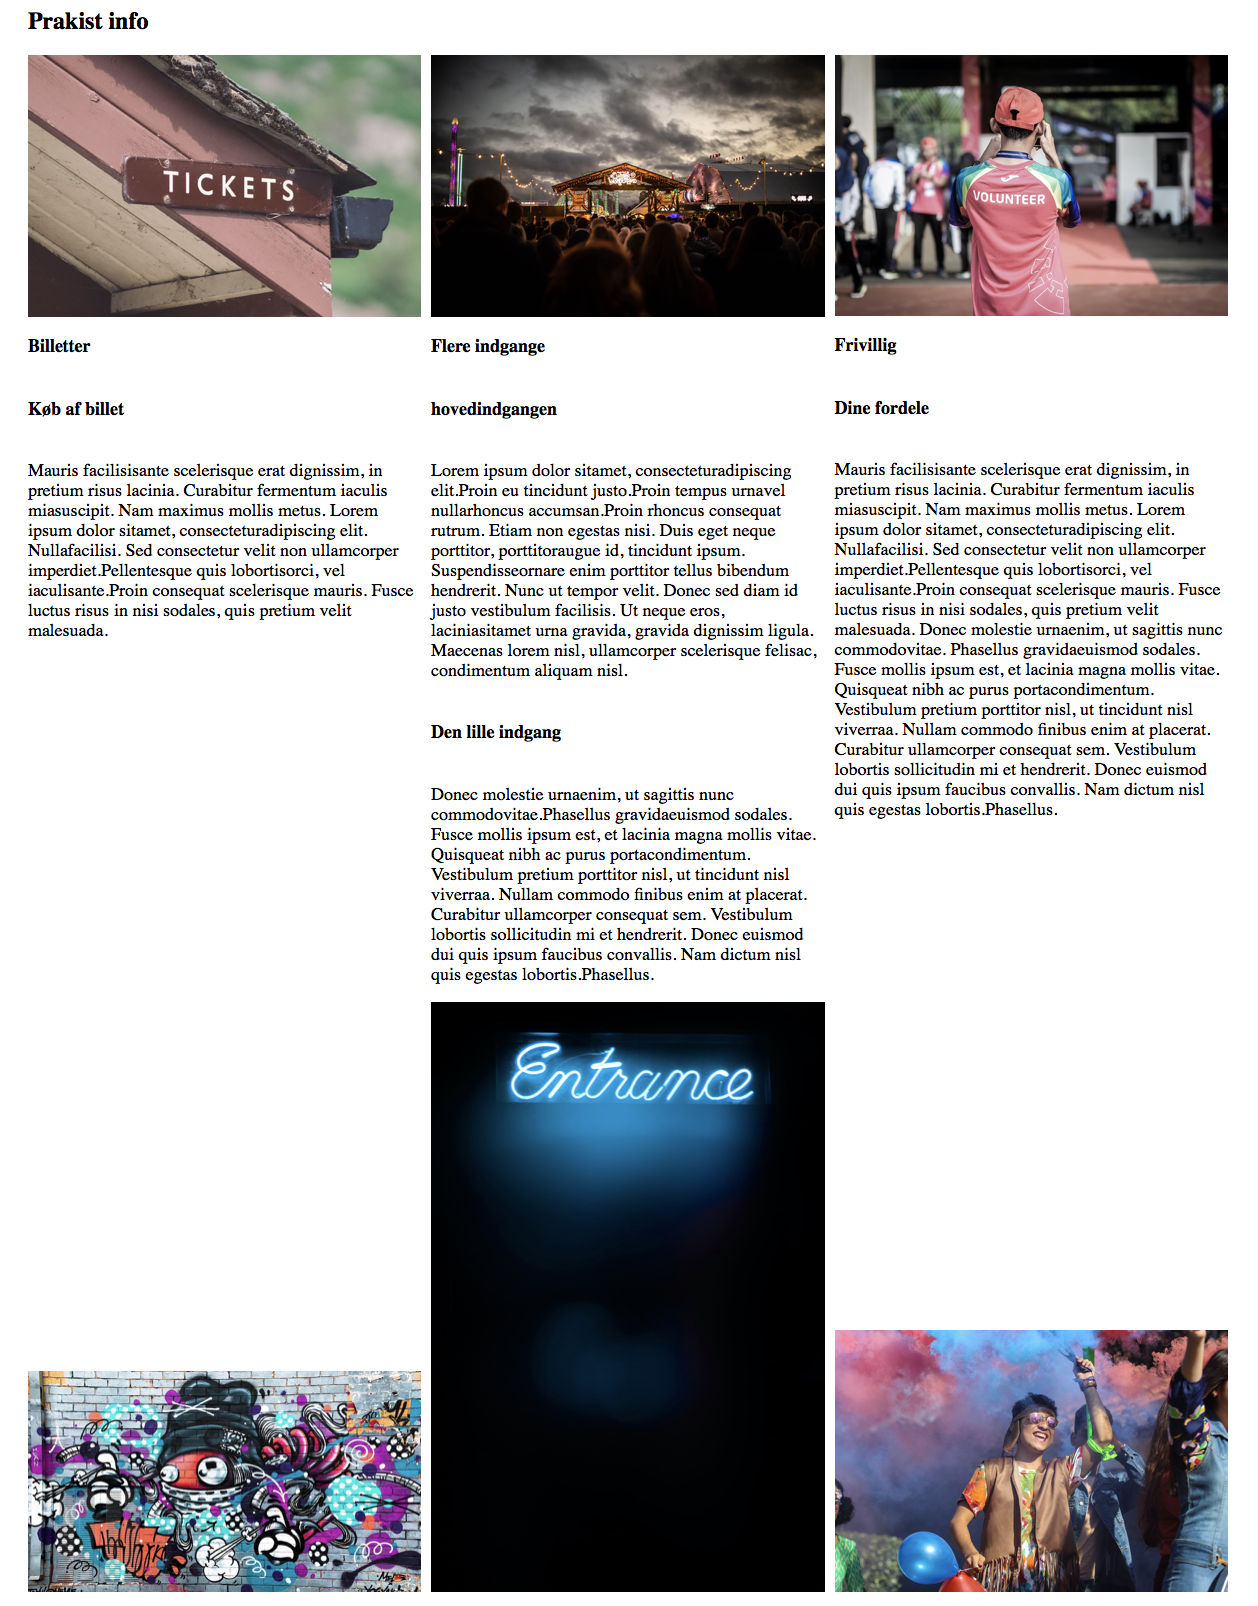 Prakist info
TICKETS
VOLUNTEER
Billetter
Køb af billet
Mauris facilisisante scelerisque erat dignissim, in
pretium risus lacinia. Curabitur fermentum iaculis
miasuscipit. Nam maximus mollis metus. Lorem
ipsum dolor sitamet, consecteturadipiscing elit.
Nullafacilisi. Sed consectetur velit non ullamcorper
imperdiet.Pellentesque quis lobortisorci, vel
iaculisante.Proin consequat scelerisque mauris. Fusce
luctus risus in nisi sodales, quis pretium velit
malesuada.
Flere indgange
hovedindgangen
Lorem ipsum dolor sitamet, consecteturadipiscing
elit.Proin eu tincidunt justo.Proin tempus urnavel
nullarhoncus accumsan.Proin rhoncus consequat
rutrum. Etiam non egestas nisi. Duis eget neque
porttitor, porttitoraugue id, tincidunt ipsum.
Suspendisseornare enim porttitor tellus bibendum
hendrerit. Nunc ut tempor velit. Donec sed diam id
justo vestibulum facilisis. Ut neque eros,
laciniasitamet urna gravida, gravida dignissim ligula.
Maecenas lorem nisl, ullamcorper scelerisque felisac,
condimentum aliquam nisl.
Den lille indgang
Donec molestie urnaenim, ut sagittis nunc
commodovitae.Phasellus gravidaeuismod sodales.
Fusce mollis ipsum est, et lacinia magna mollis vitae.
Quisqueat nibh ac purus portacondimentum.
Vestibulum pretium porttitor nisl, ut tincidunt nisl
viverraa. Nullam commodo finibus enim at placerat.
Curabitur ullamcorper consequat sem. Vestibulum
lobortis sollicitudin mi et hendrerit. Donec euismod
dui quis ipsum faucibus convallis. Nam dictum nisl
quis egestas lobortis.Phasellus.
Entrance
Frivillig
Dine fordele
Mauris facilisisante scelerisque erat dignissim, in
pretium risus lacinia. Curabitur fermentum iaculis
miasuscipit. Nam maximus mollis metus. Lorem
ipsum dolor sitamet, consecteturadipiscing elit.
Nullafacilisi. Sed consectetur velit non ullamcorper
imperdiet.Pellentesque quis lobortisorci, vel
iaculisante.Proin consequat scelerisque mauris. Fusce
luctus risus in nisi sodales, quis pretium velit
malesuada. Donec molestie urnaenim, ut sagittis nunc
commodovitae. Phasellus gravidaeuismod sodales.
Fusce mollis ipsum est, et lacinia magna mollis vitae.
Quisqueat nibh ac purus portacondimentum.
Vestibulum pretium porttitor nisl, ut tincidunt nisl
viverraa. Nullam commodo finibus enim at placerat.
Curabitur ullamcorper consequat sem. Vestibulum
lobortis sollicitudin mi et hendrerit. Donec euismod
dui quis ipsum faucibus convallis. Nam dictum nisl
quis egestas lobortis.Phasellus.